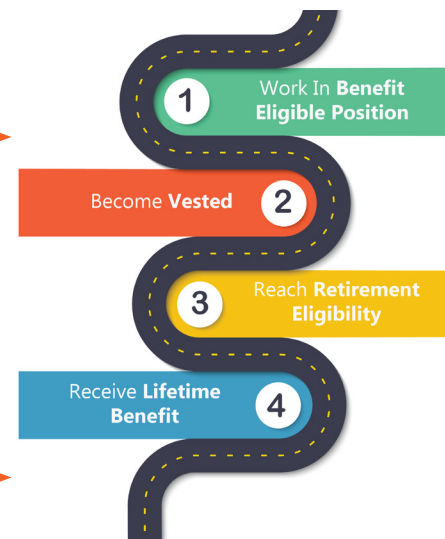 1
Work In Benefit
Eligible Position
Become Vested
2
3
Reach Retirement
Eligibility
Receive Lifetime
Benefit
4